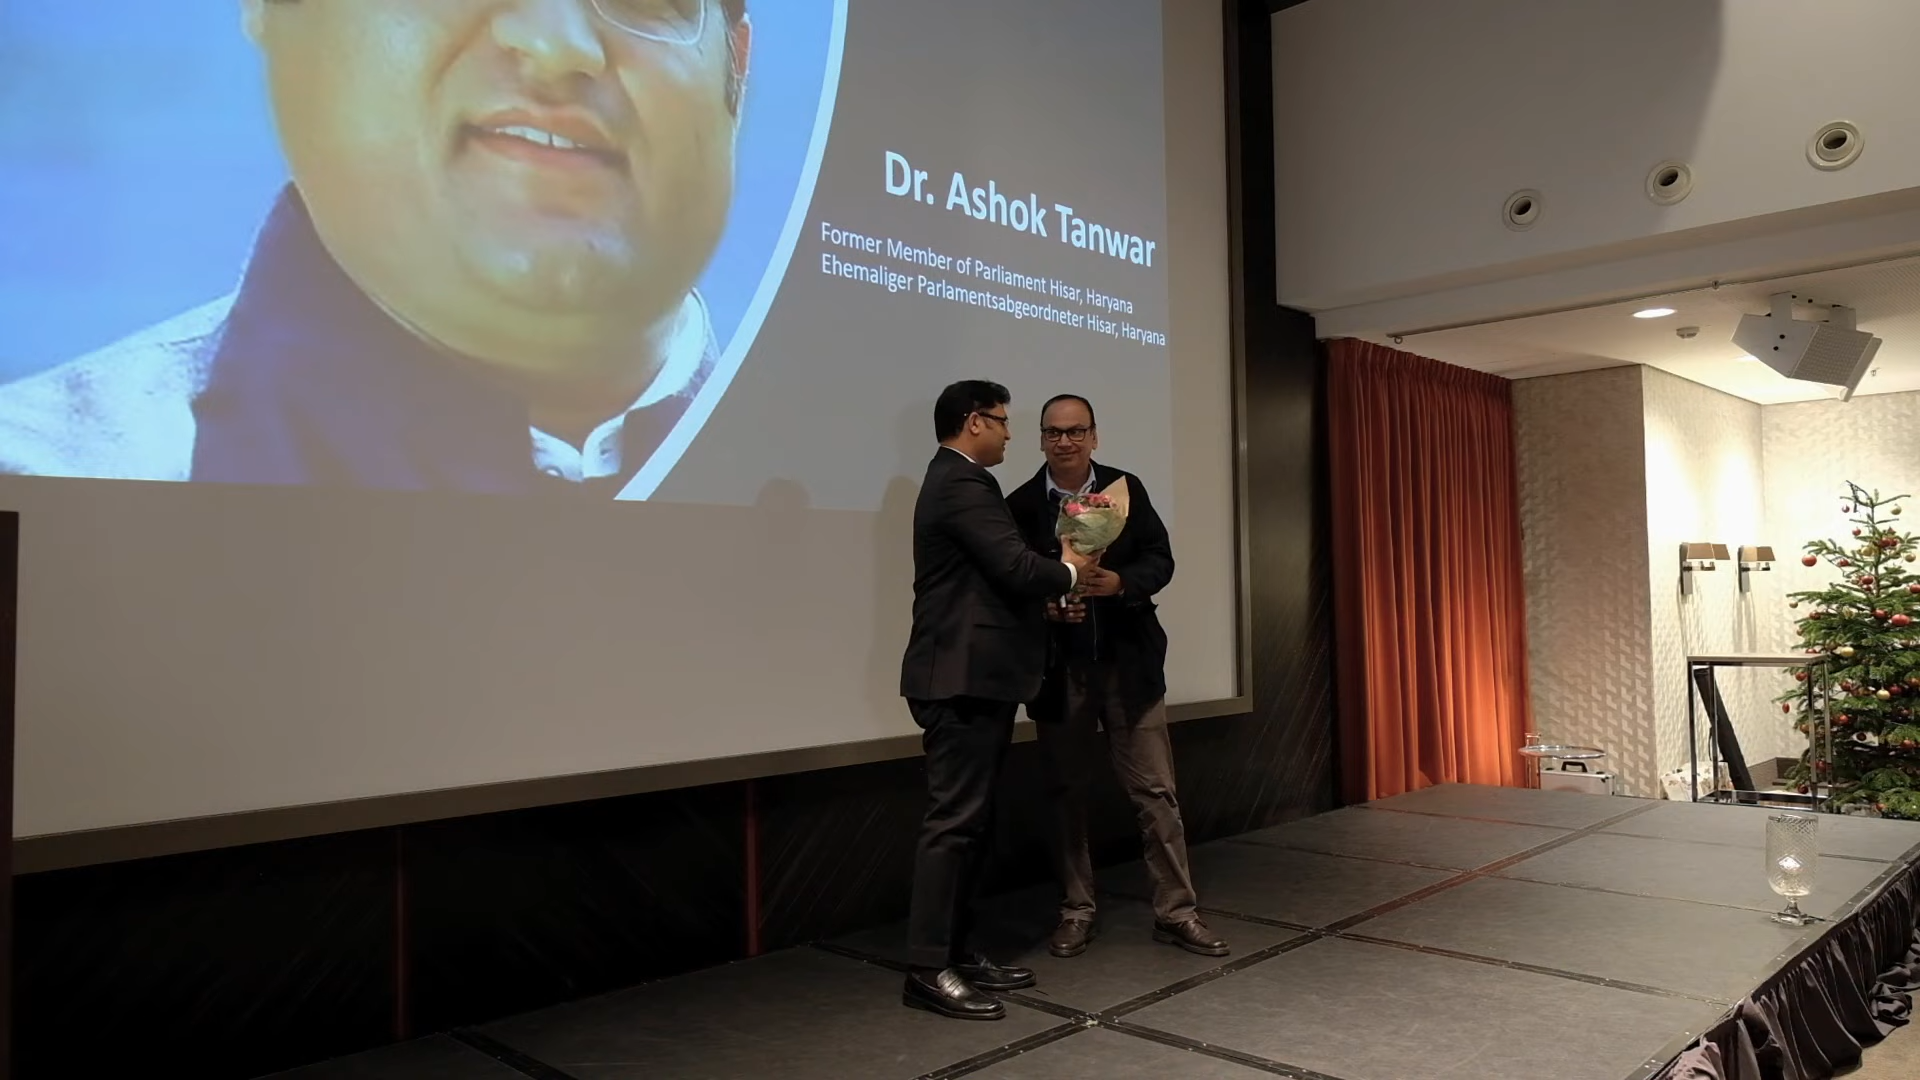 Dr. Ashok Tanwar
Former Member of Parliament Hisar, Haryana
Ehemaliger Parlamentsabgeordneter Hisar, Haryana